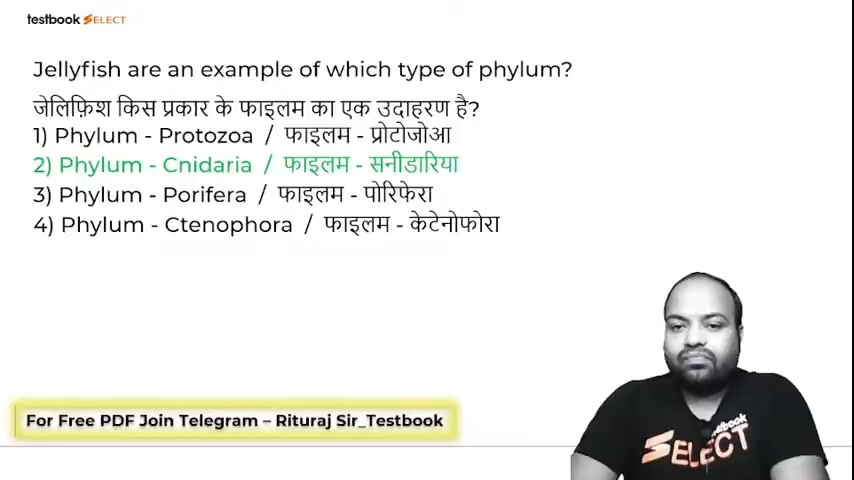 testbook SELECT
Jellyfish are an example of which type of phylum?
जेलिफ़िश किस प्रकार के फाइलम का एक उदाहरण है?
1) Phylum - Protozoa / फाइलम - प्रोटोजोआ
2) Phylum - Cnidaria / फाइलम - सनीडारिया
3) Phylum - Porifera / फाइलम - पोरिफेरा
4) Phylum - Ctenophora / फाइलम - केटेनोफोरा
For Free PDF Join Telegram – Rituraj Sir_Testbook
testbook
SELECT